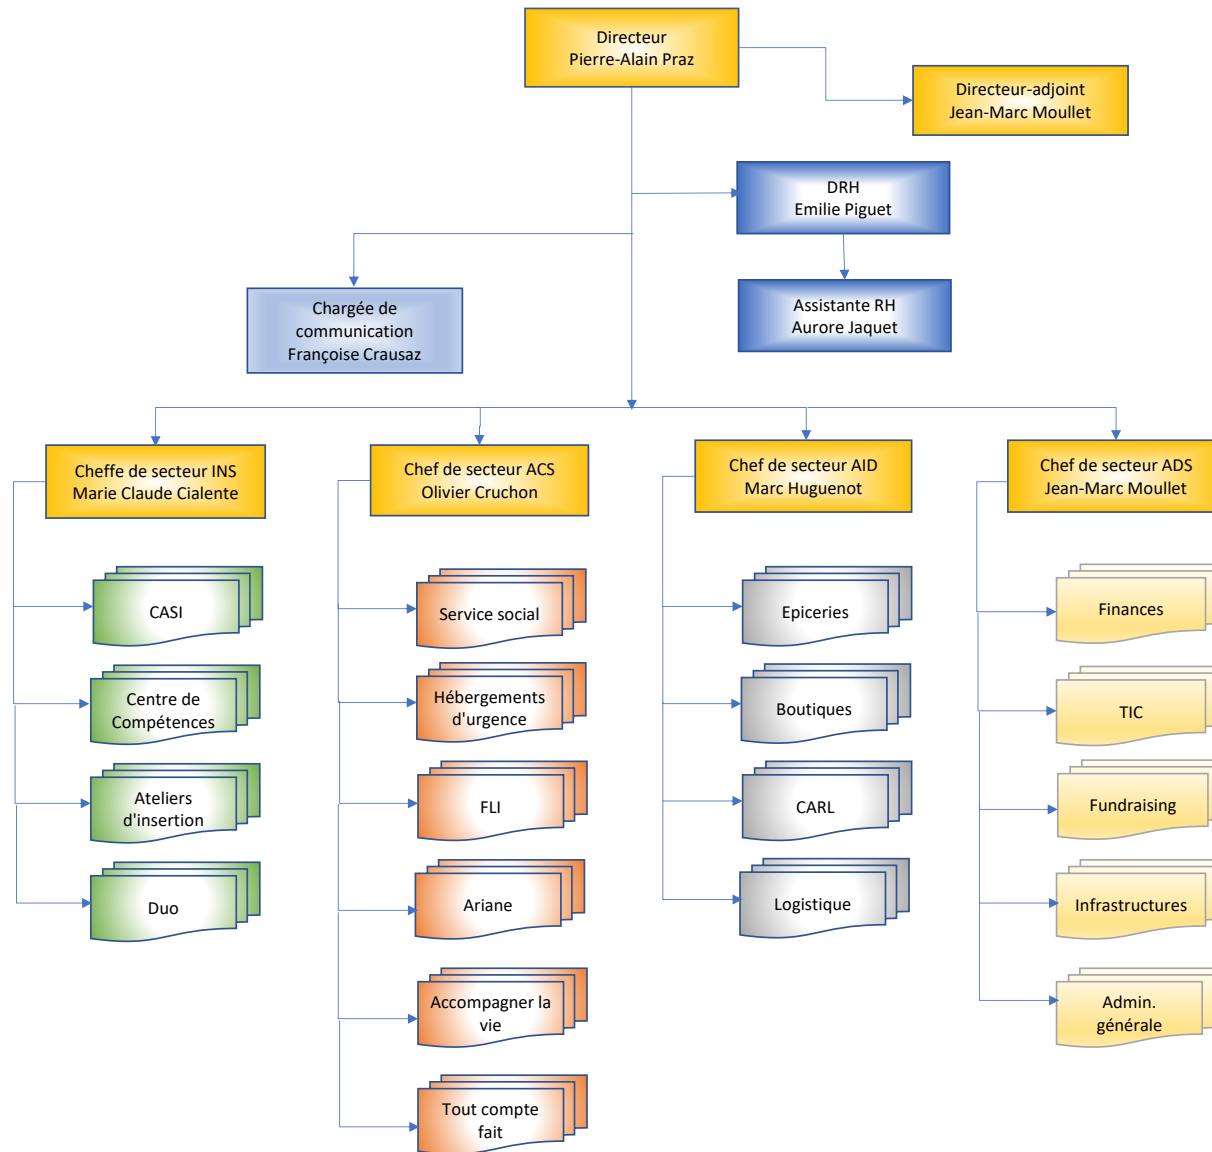 Directeur
Pierre-Alain Praz
Directeur-adjoint
Jean-Marc Moullet
DRH
Emilie Piguet
Assistante RH
Aurore Jaquet
Chargée de
communication
Françoise Crausaz
Cheffe de secteur INS
Marie Claude Cialente
Chef de secteur ACS
Olivier Cruchon
Chef de secteur AID
Marc Huguenot
Chef de secteur ADS
Jean-Marc Moullet
CASI
Centre de
Compétences
Ateliers
d'insertion
Duo
Service social
Hébergements
d'urgence
FLI
Ariane
Accompagner la
vie
Tout compte
fait
Epiceries
Boutiques
CARL
Logistique
Finances
TIC
Fundraising
Infrastructures
Admin.
générale